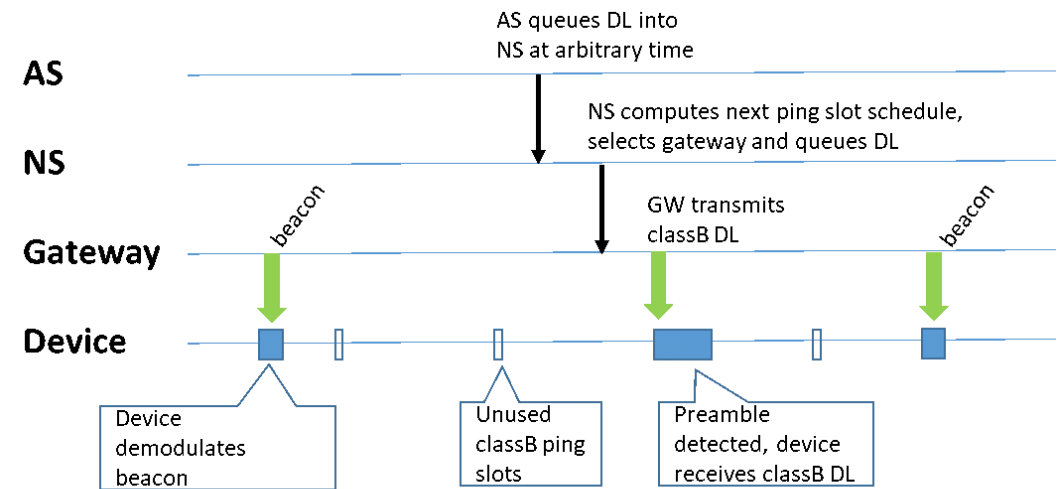 AS queues DL into
NS at arbitrary time
AS
NS computes next ping slot schedule,
selects gateway and queues DL
NS
beacon
GW transmits
classB DL
beacon
Gateway
Device
Device
demodulates
beacon
Unused
classB ping
slots
Preamble
detected, device
receives classB DL